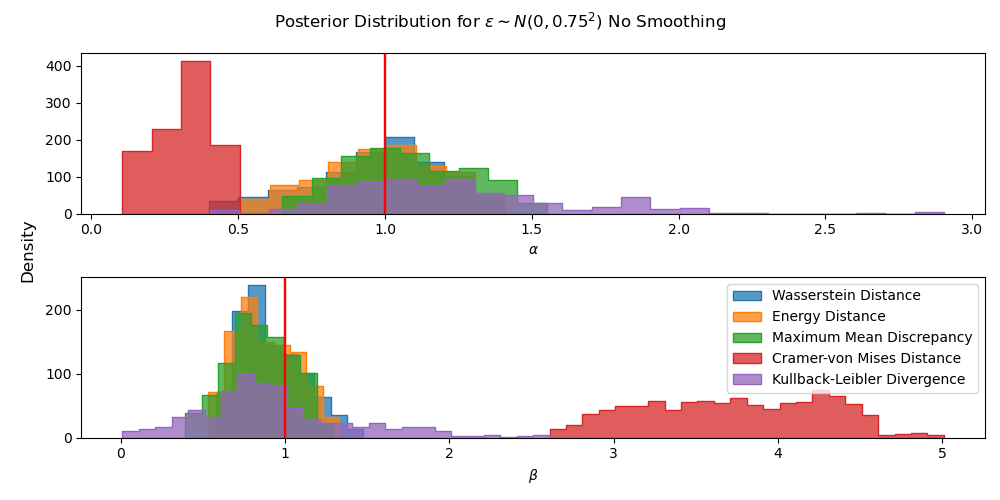 Posterior Distribution for ε ~ N(0, 0.75²) No Smoothing
400
300
200
100
0
0.0 0.5 1.0 1.5 2.0 2.5 3.0
α
Density
200
100
0
Wasserstein Distance
Energy Distance
Maximum Mean Discrepancy
Cramer-von Mises Distance
Kullback-Leibler Divergence
0 1 2 3 4 5
β